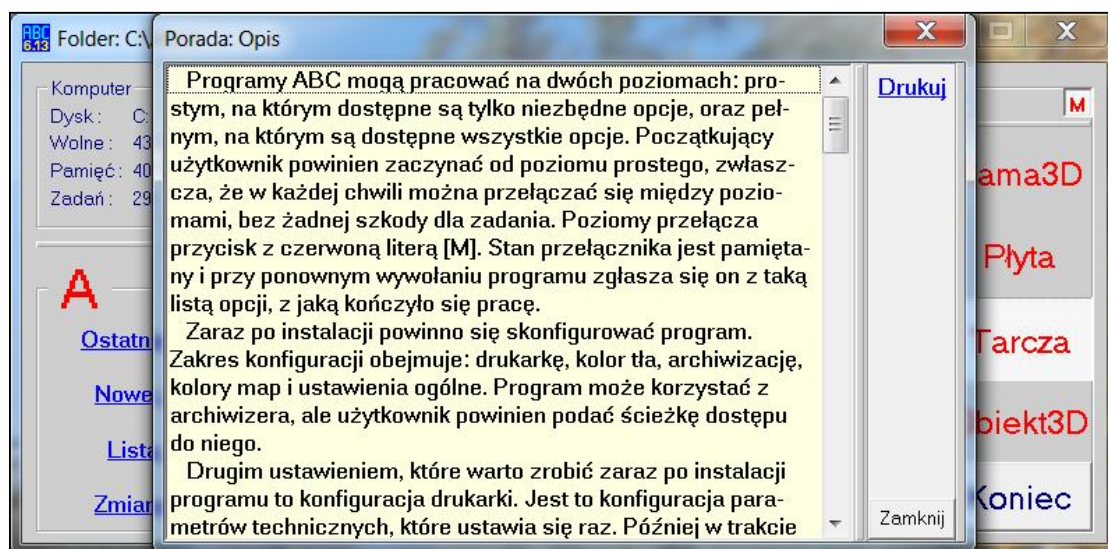 ABC
6.13
Folder: C:\
Porada: Opis
Komputer
Dysk: C:
Wolne: 43
Pamięć: 40
Zadań: 29
A
Ostatn
Nowe
Lista
Zmian
Programy ABC mogą pracować na dwóch poziomach: pro-
stym, na którym dostępne są tylko niezbędne opcje, oraz peł-
nym, na którym są dostępne wszystkie opcje. Początkujący
użytkownik powinien zaczynać od poziomu prostego, zwłasz-
cza, że w każdej chwili można przełączać się między pozio-
mami, bez żadnej szkody dla zadania. Poziomy przełącza
przycisk z czerwoną literą [M]. Stan przełącznika jest pamięta-
ny i przy ponownym wywołaniu programu zgłasza się on z taką
listą opcji, z jaką kończyło się pracę.
Zaraz po instalacji powinno się skonfigurować program.
Zakres konfiguracji obejmuje: drukarkę, kolor tła, archiwizację,
kolory map i ustawienia ogólne. Program może korzystać z
archiwizera, ale użytkownik powinien podać ścieżkę dostępu
do niego.
Drugim ustawieniem, które warto zrobić zaraz po instalacji
programu to konfiguracja drukarki. Jest to konfiguracja para-
metrów technicznych, które ustawia się raz. Później w trakcie
Drukuj
Zamknij
M
ama3D
Płyta
Tarcza
biekt3D
Koniec